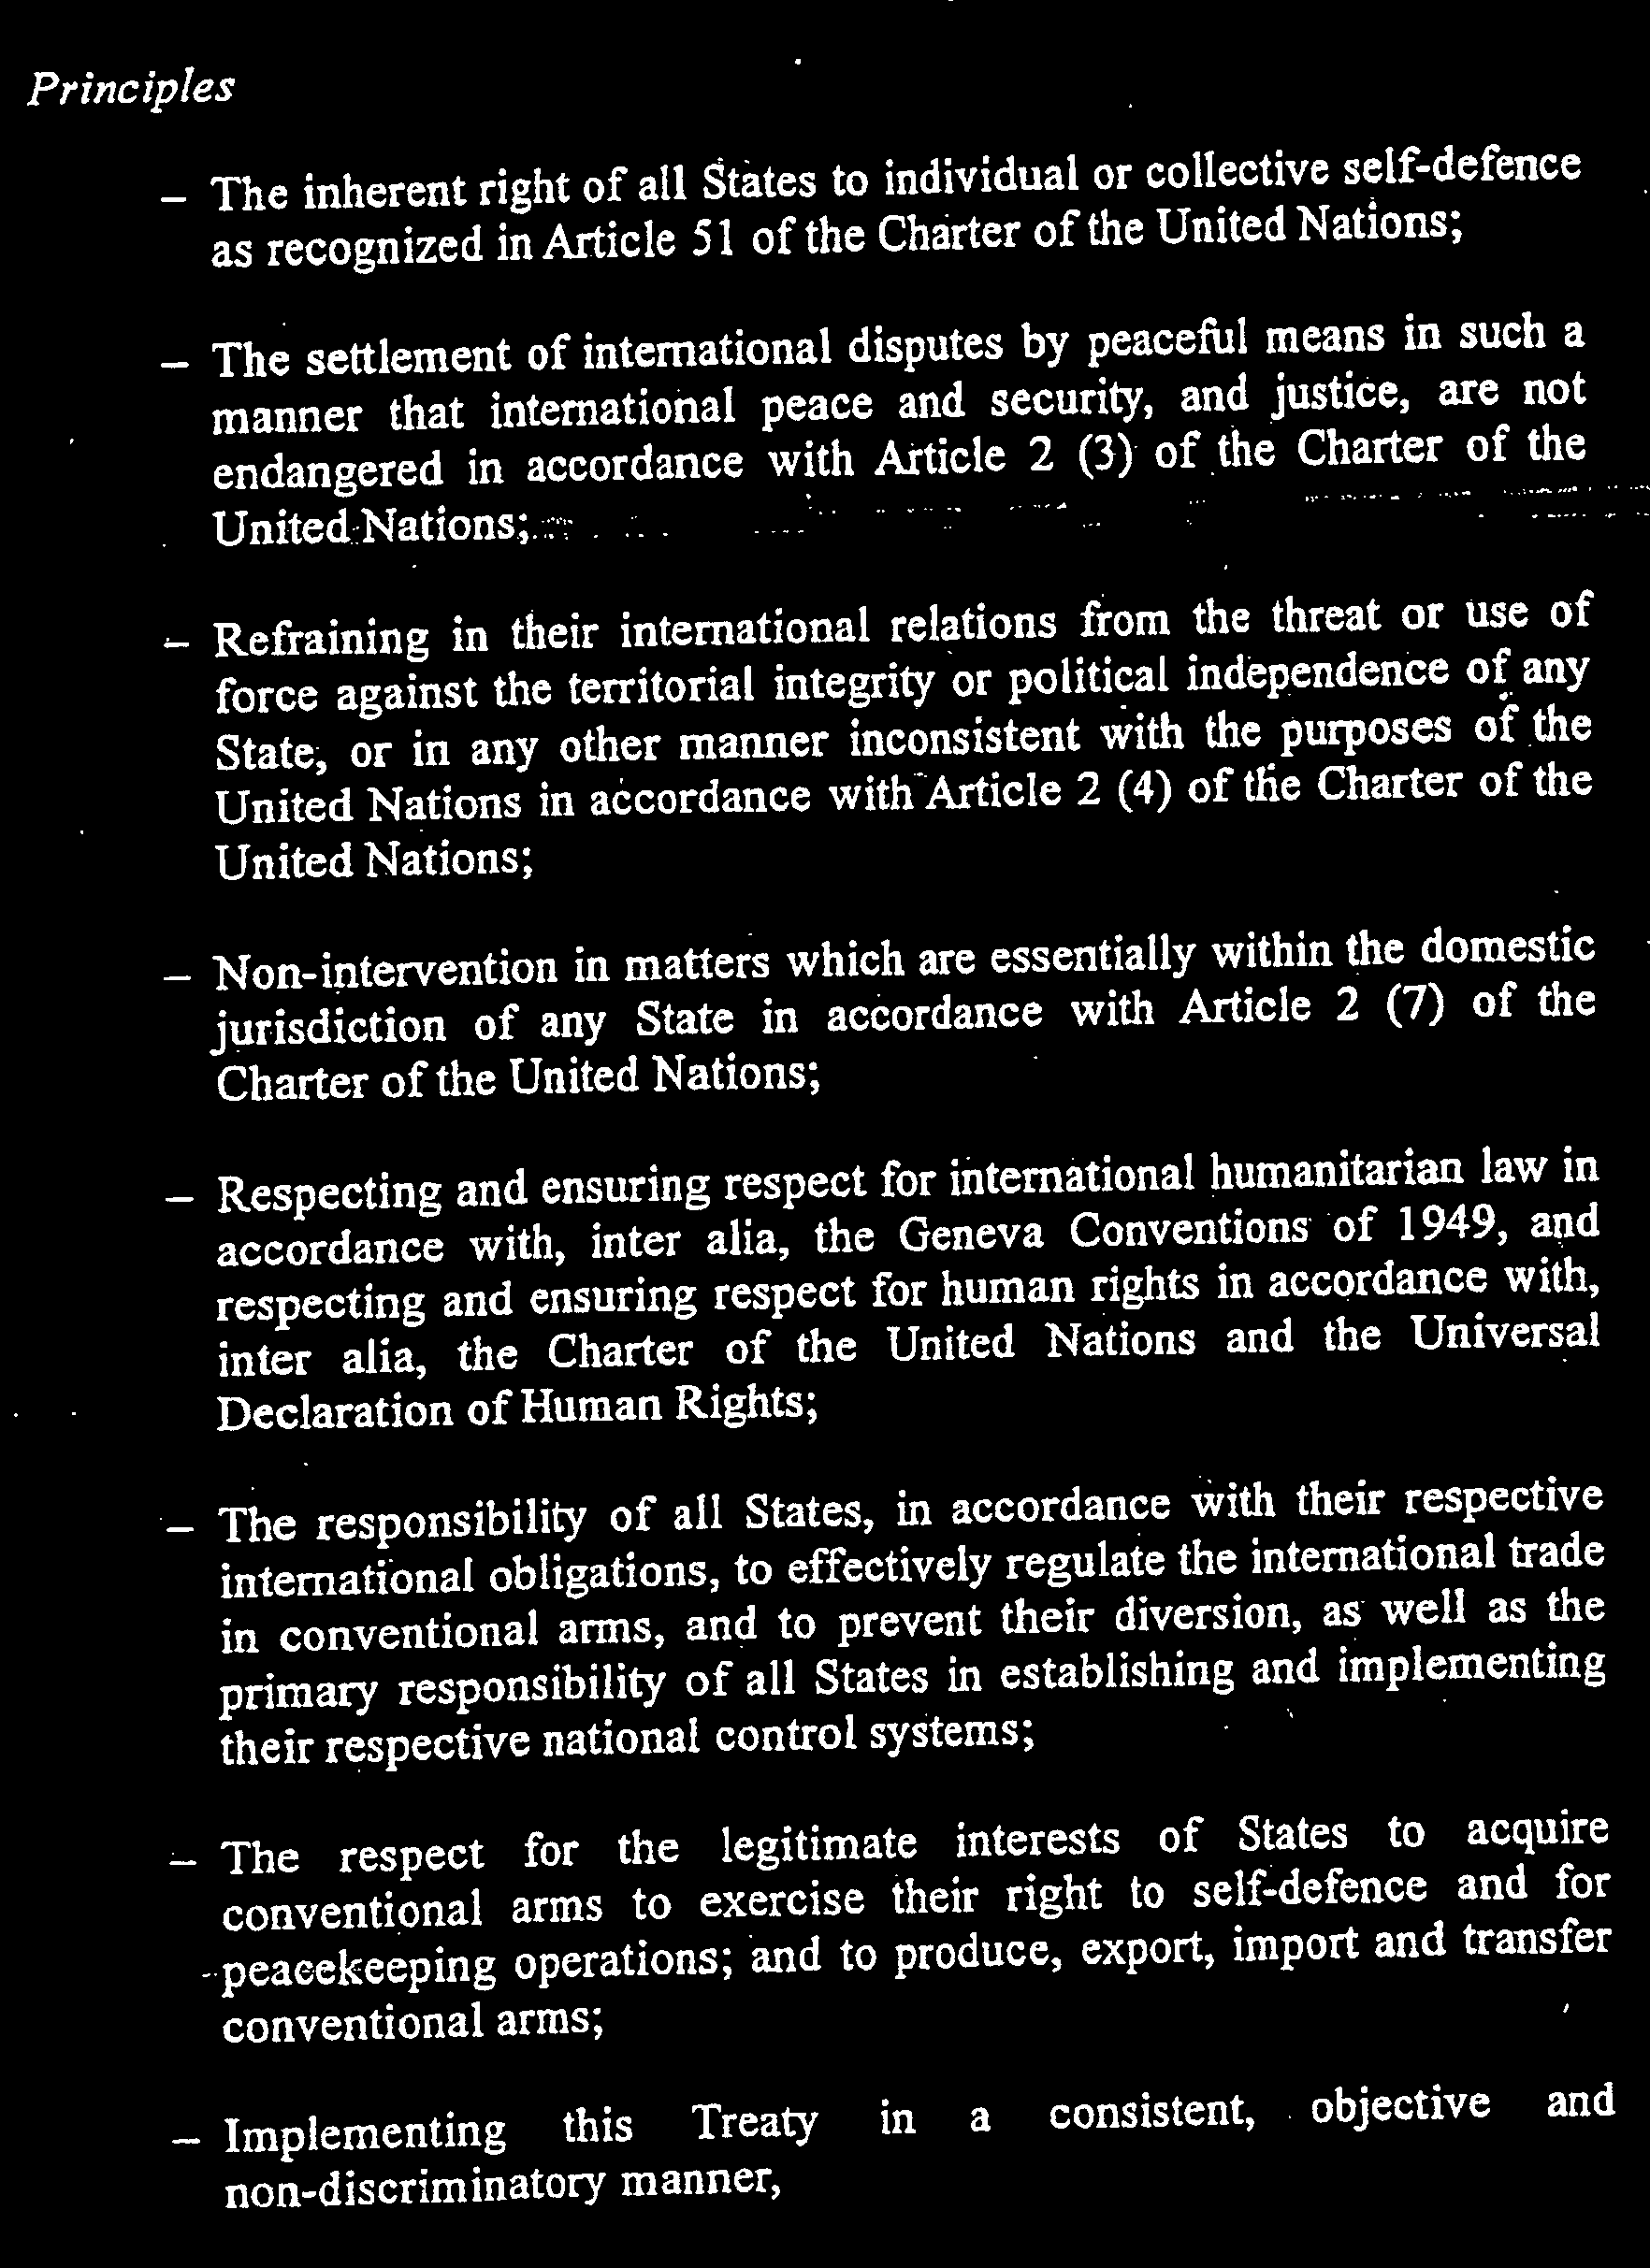 Principles
– The inherent right of all States to individual or collective self-defence
as recognized in Article 51 of the Charter of the United Nations;
– The settlement of international disputes by peaceful means in such a
manner that international peace and security, and justice, are not
endangered in accordance with Article 2 (3) of the Charter of the
United Nations;
– Refraining in their international relations from the threat or use of
force against the territorial integrity or political independence of any
State, or in any other manner inconsistent with the purposes of the
United Nations in accordance with Article 2 (4) of the Charter of the
United Nations;
– Non-intervention in matters which are essentially within the domestic
jurisdiction of any State in accordance with Article 2 (7) of the
Charter of the United Nations;
– Respecting and ensuring respect for international humanitarian law in
accordance with, inter alia, the Geneva Conventions of 1949, and
respecting and ensuring respect for human rights in accordance with,
inter alia, the Charter of the United Nations and the Universal
Declaration of Human Rights;
– The responsibility of all States, in accordance with their respective
international obligations, to effectively regulate the international trade
in conventional arms, and to prevent their diversion, as well as the
primary responsibility of all States in establishing and implementing
their respective national control systems;
– The respect for the legitimate interests of States to acquire
conventional arms to exercise their right to self-defence and for
peacekeeping operations; and to produce, export, import and transfer
conventional arms;
– Implementing this Treaty in a consistent, objective and
non-discriminatory manner,